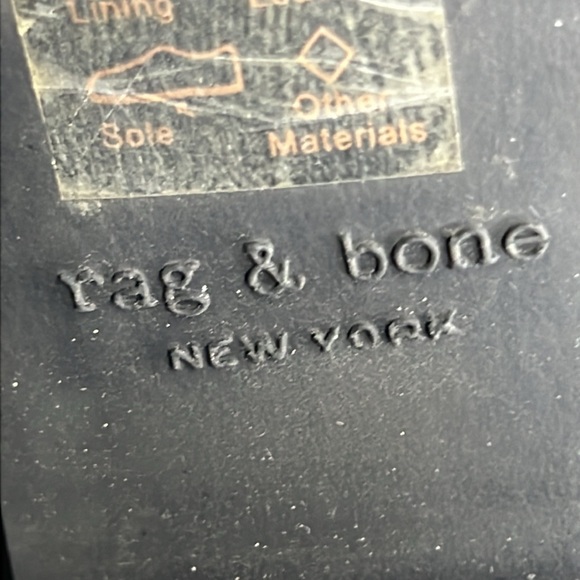 Lining
Sole
Other
Materials
rag & bone
NEW YORK